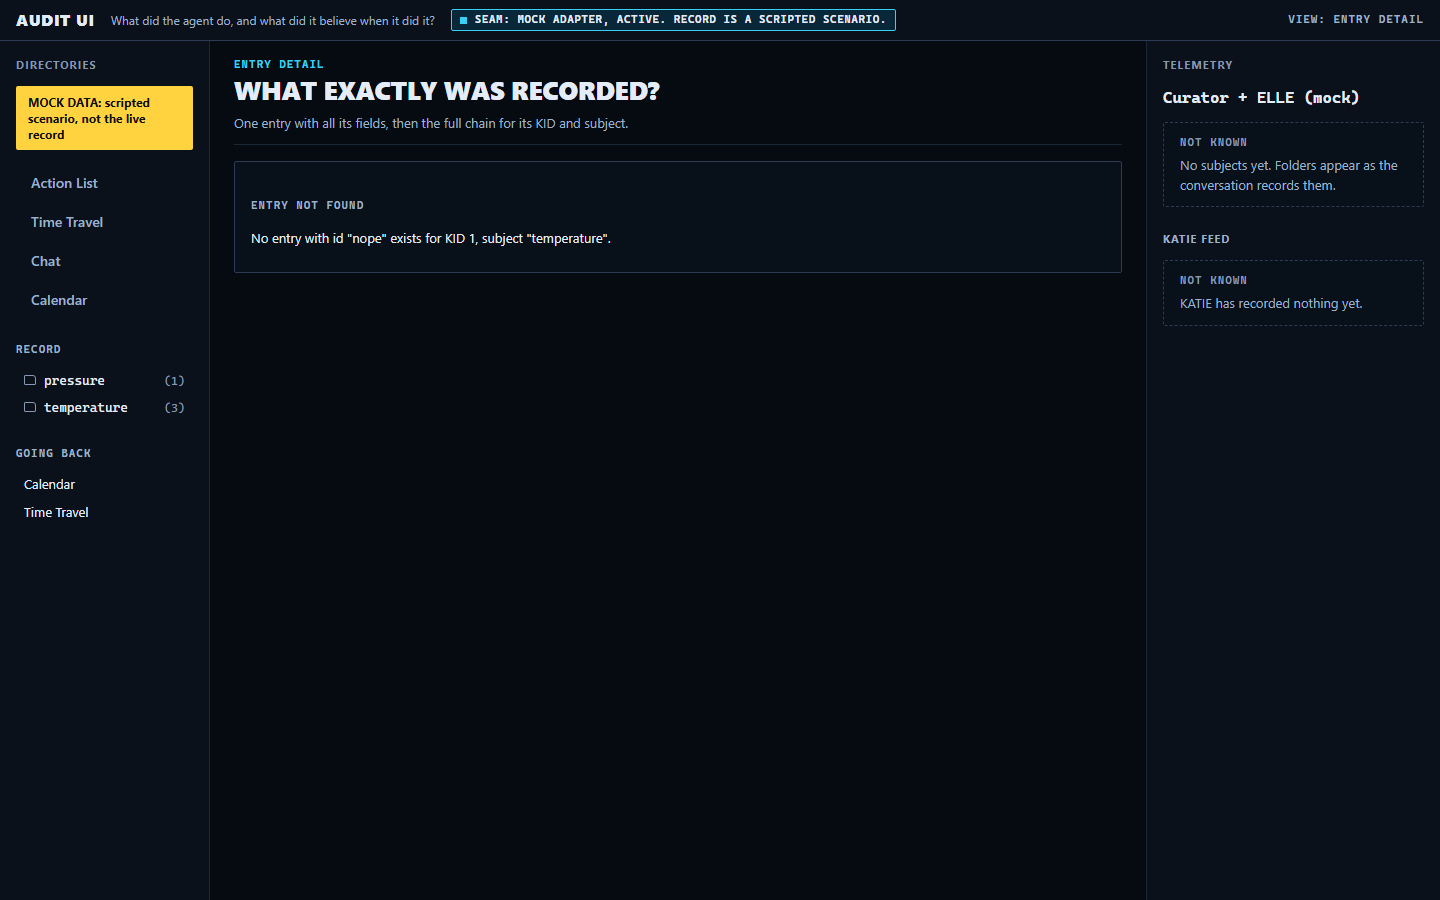 AUDIT UI What did the agent do, and what did it believe when it did it? SEAM: MOCK ADAPTER, ACTIVE. RECORD IS A SCRIPTED SCENARIO. VIEW: ENTRY DETAIL
DIRECTORIES
MOCK DATA: scripted
scenario, not the live
record
Action List
Time Travel
Chat
Calendar
RECORD
pressure (1)
temperature (3)
GOING BACK
Calendar
Time Travel
ENTRY DETAIL
WHAT EXACTLY WAS RECORDED?
One entry with all its fields, then the full chain for its KID and subject.
ENTRY NOT FOUND
No entry with id "nope" exists for KID 1, subject "temperature".
TELEMETRY
Curator + ELLE (mock)
NOT KNOWN
No subjects yet. Folders appear as the
conversation records them.
KATIE FEED
NOT KNOWN
KATIE has recorded nothing yet.